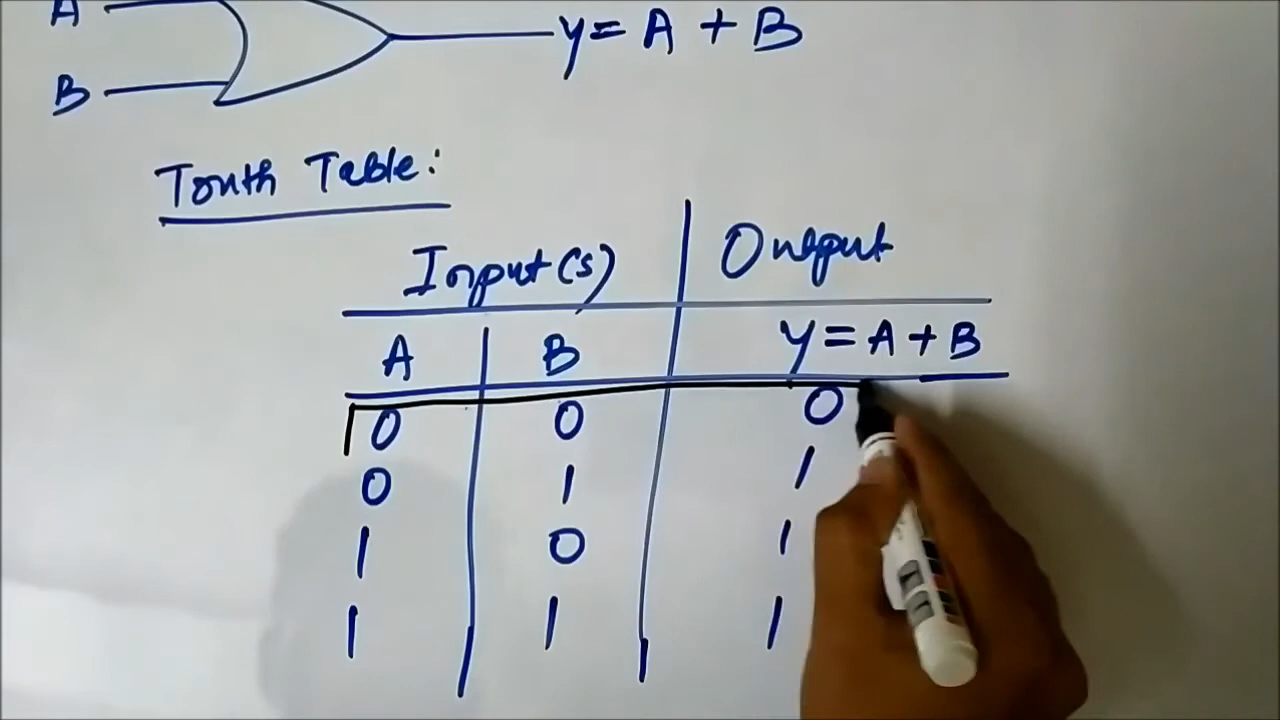 A
y = A + B
B
Touth Table:
Input(s) Output
A B y = A + B
0 0 0
0 1 1
1 0 1
1 1 1